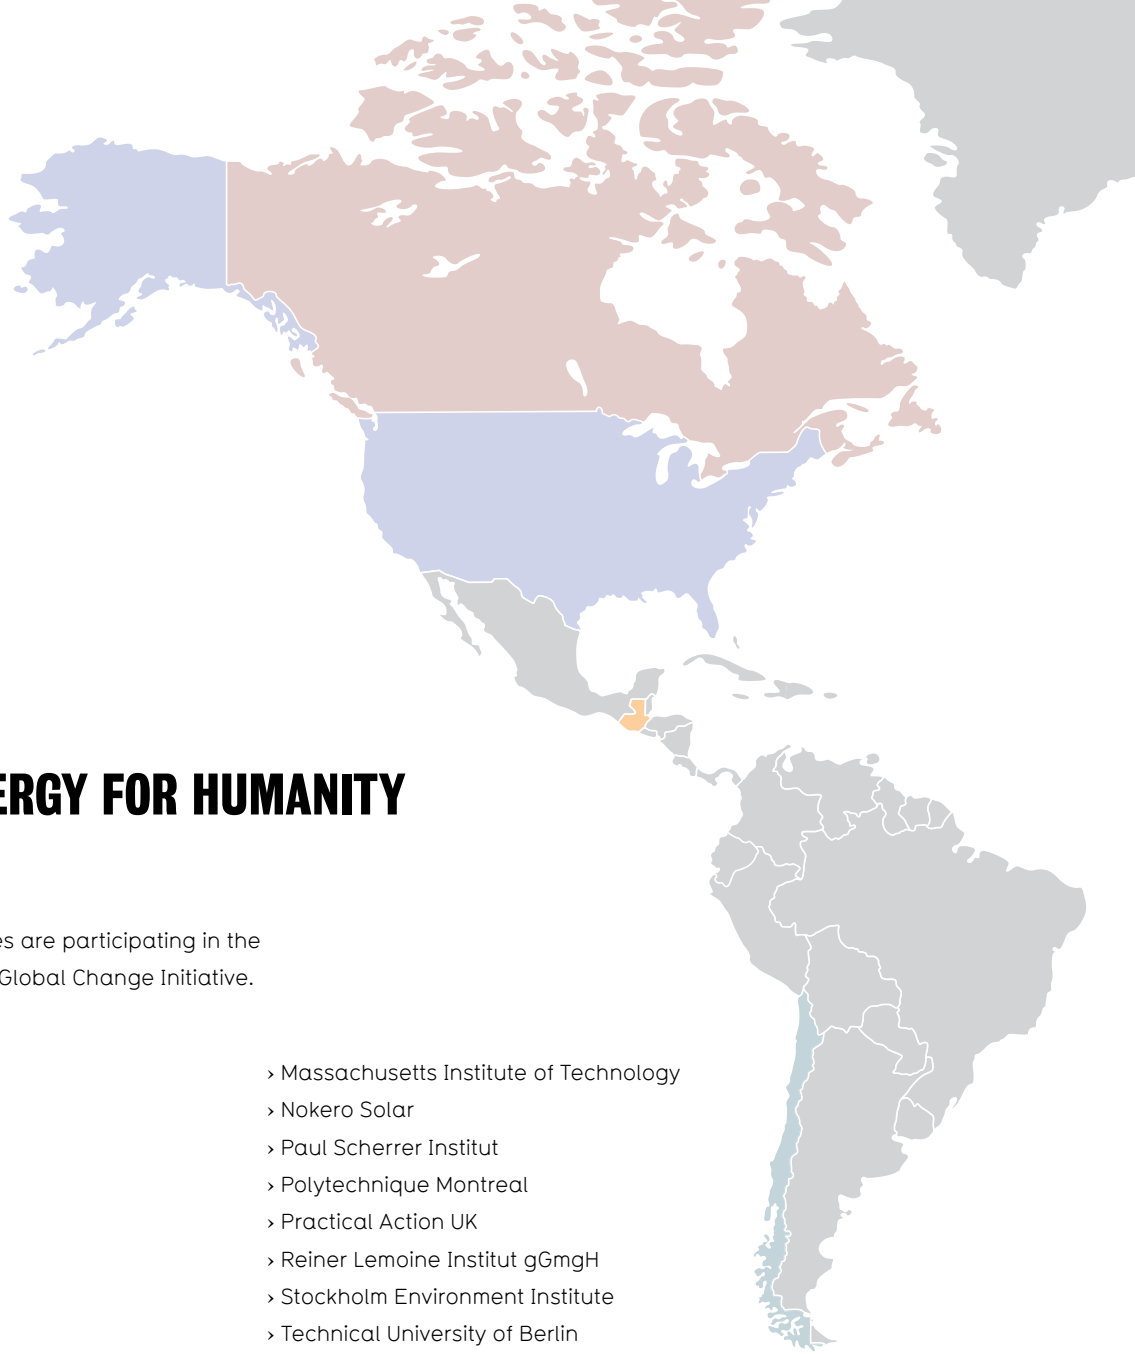 ERGY FOR HUMANITY
es are participating in the
Global Change Initiative.
› Massachusetts Institute of Technology
› Nokero Solar
› Paul Scherrer Institut
› Polytechnique Montreal
› Practical Action UK
› Reiner Lemoine Institut gGmgH
› Stockholm Environment Institute
› Technical University of Berlin